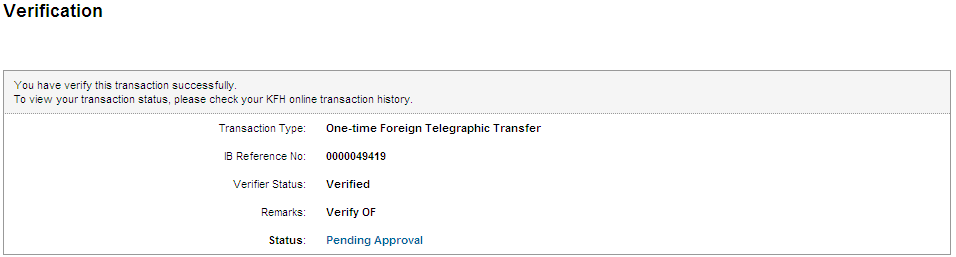 Verification
You have verify this transaction successfully.
To view your transaction status, please check your KFH online transaction history.
Transaction Type: One-time Foreign Telegraphic Transfer
IB Reference No: 0000049419
Verifier Status: Verified
Remarks: Verify OF
Status: Pending Approval